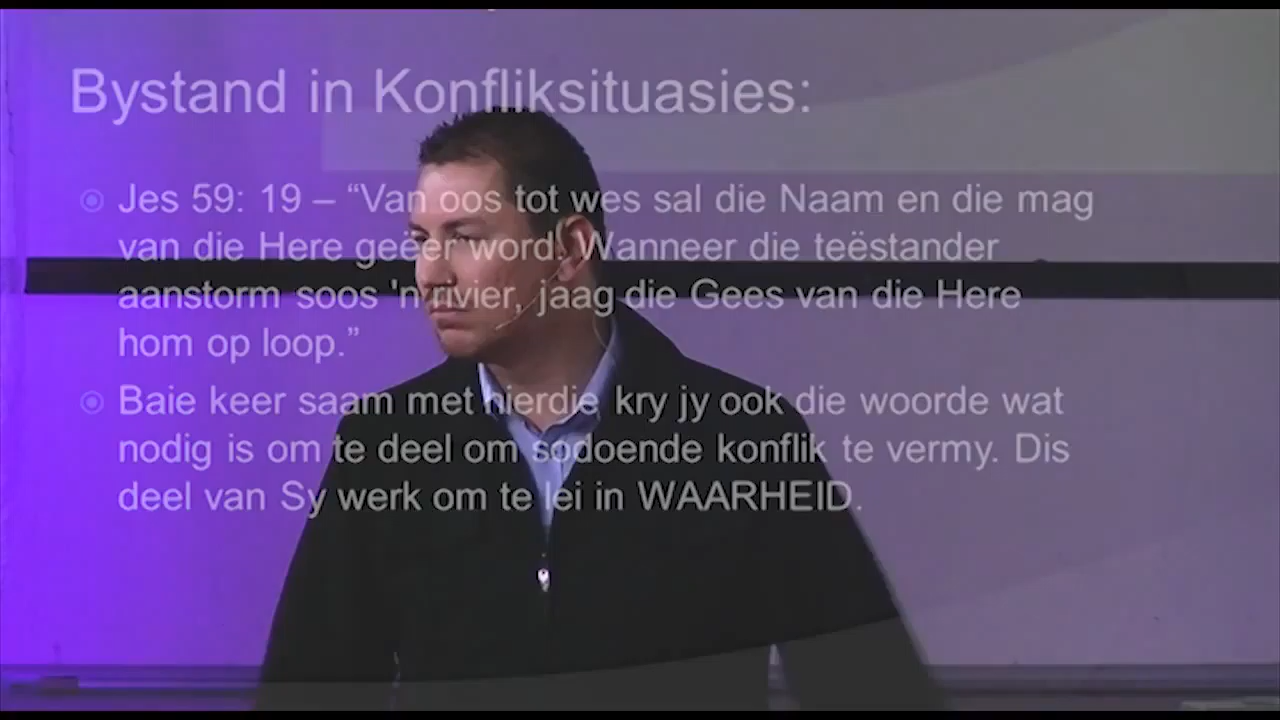 Bystand in Konfliksituasies:
Jes 59: 19 – “Van oos tot wes sal die Naam en die mag
van die Here geëer word. Wanneer die teëstander
aanstorm soos 'n rivier, jaag die Gees van die Here
hom op loop.”
Baie keer saam met hierdie kry jy ook die woorde wat
nodig is om te deel om sodoende konflik te vermy. Dis
deel van Sy werk om te lei in WAARHEID.